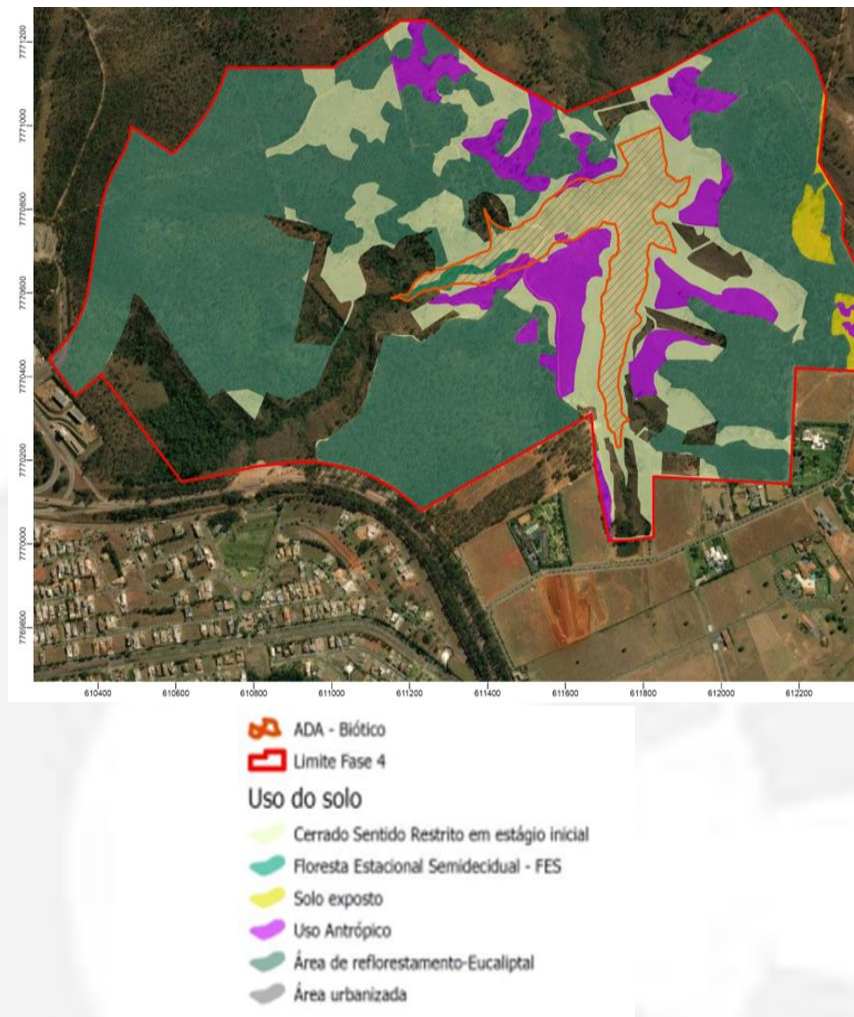 7771200
7771000
7770800
7770600
7770400
7770200
7770000
7769800
610400 610600 610800 611000 611200 611400 611600 611800 612000 612200
ADA - Biótico
Limite Fase 4
Uso do solo
Cerrado Sentido Restrito em estágio inicial
Floresta Estacional Semidecidual - FES
Solo exposto
Uso Antrópico
Área de reflorestamento-Eucaliptal
Área urbanizada